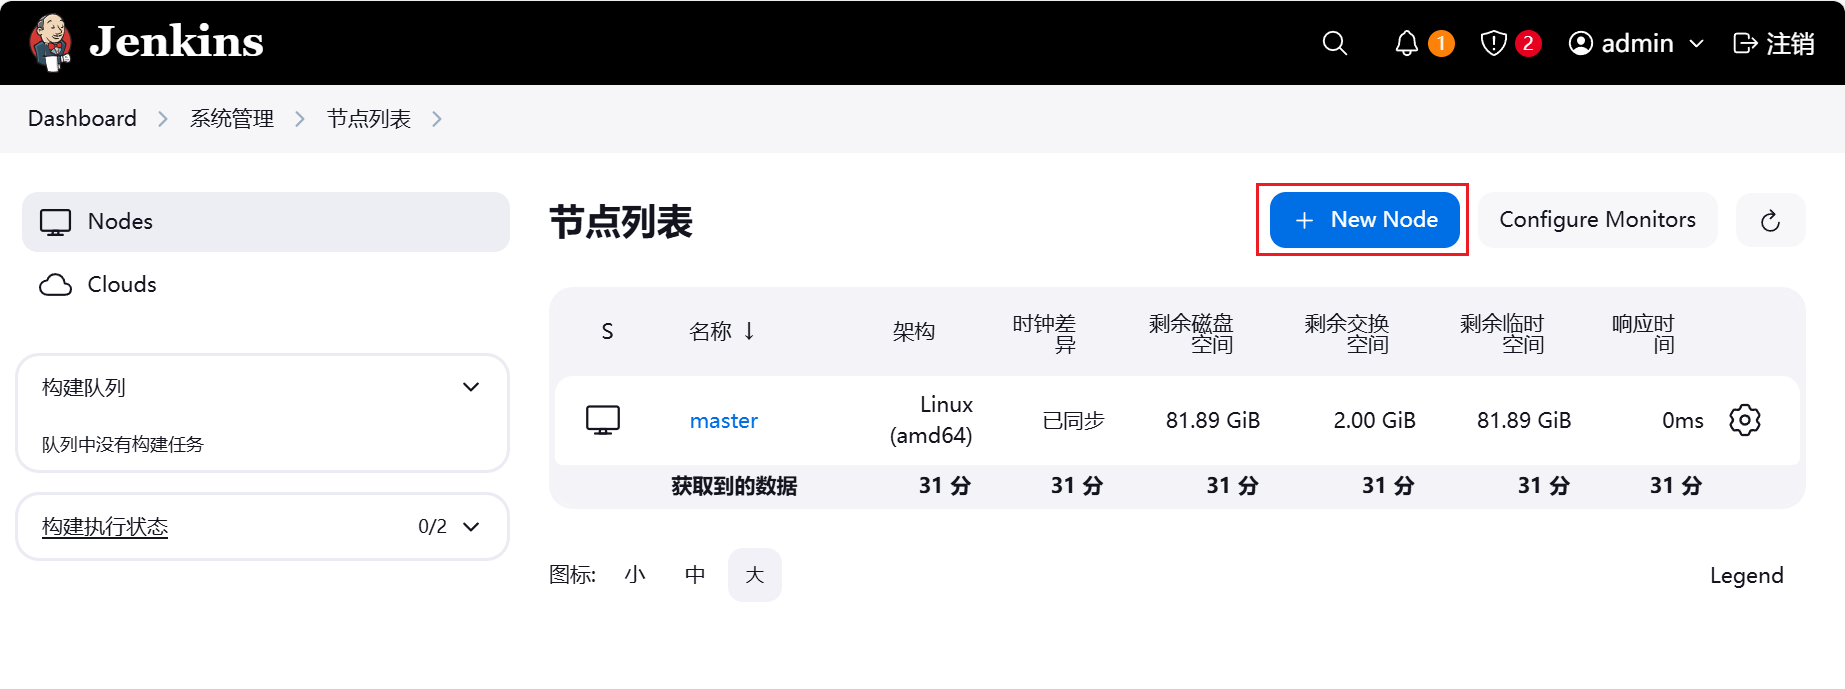 Jenkins
1
2
admin
注销
Dashboard
系统管理
节点列表
Nodes
Clouds
构建队列
队列中没有构建任务
构建执行状态
0/2
节点列表
New Node
Configure Monitors
S
名称 ↓
架构
时钟差
异
剩余磁盘
空间
剩余交换
空间
剩余临时
空间
响应时
间
master
Linux
(amd64)
已同步
81.89 GiB
2.00 GiB
81.89 GiB
0ms
获取到的数据
31 分
31 分
31 分
31 分
31 分
31 分
图标:
小
中
大
Legend